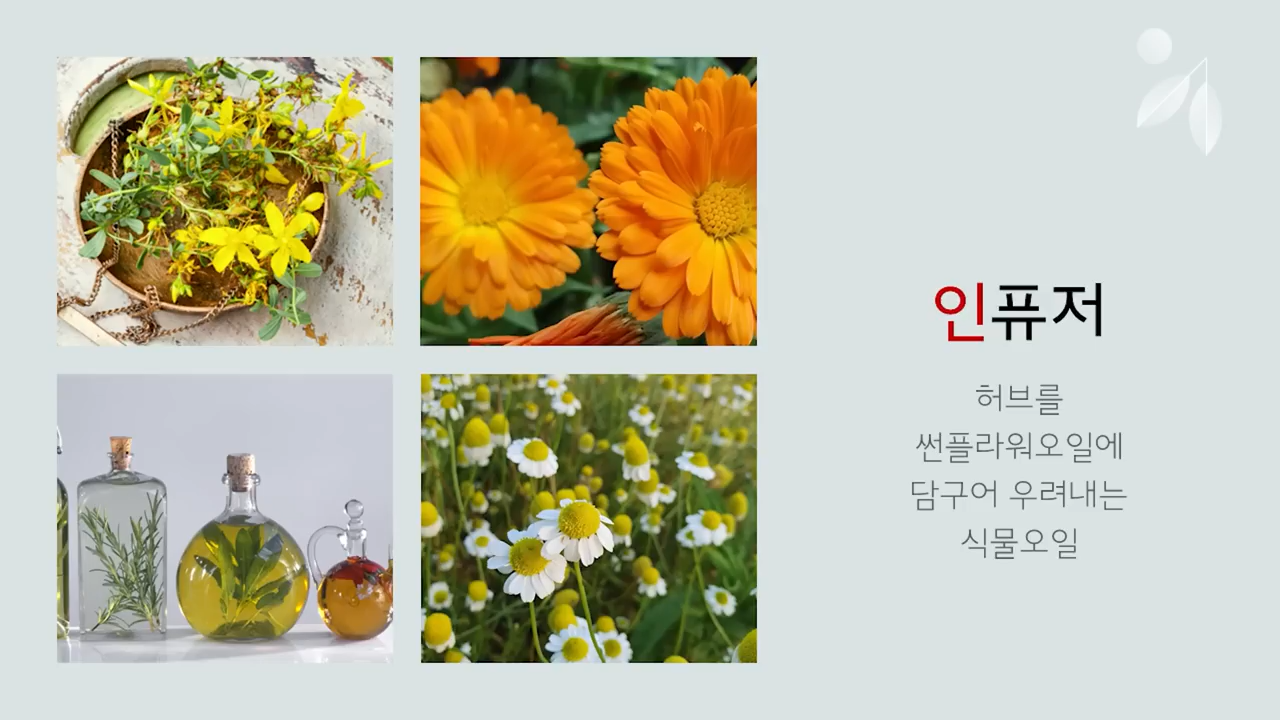 인퓨저
허브를
썬플라워오일에
담구어 우려내는
식물오일